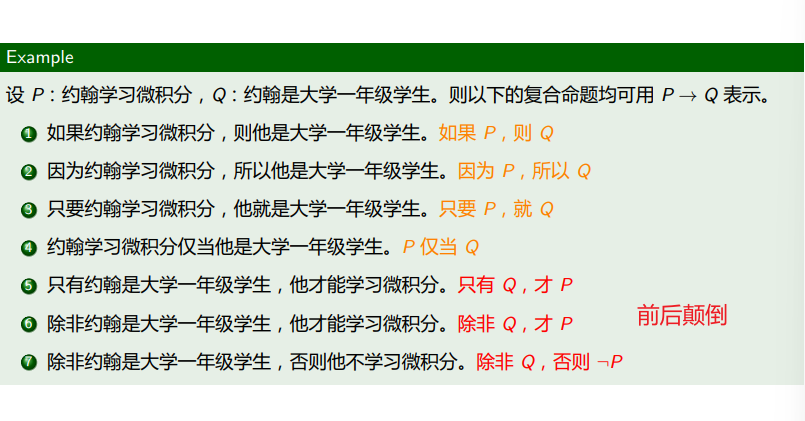 Example
设 P：约翰学习微积分，Q：约翰是大学一年级学生。则以下的复合命题均可用 P → Q 表示。
1 如果约翰学习微积分，则他是大学一年级学生。如果 P，则 Q
2 因为约翰学习微积分，所以他是大学一年级学生。因为 P，所以 Q
3 只要约翰学习微积分，他就是大学一年级学生。只要 P，就 Q
4 约翰学习微积分仅当他是大学一年级学生。P 仅当 Q
5 只有约翰是大学一年级学生，他才能学习微积分。只有 Q，才 P
6 除非约翰是大学一年级学生，他才能学习微积分。除非 Q，才 P
前后颠倒
7 除非约翰是大学一年级学生，否则他不学习微积分。除非 Q，否则 ¬P